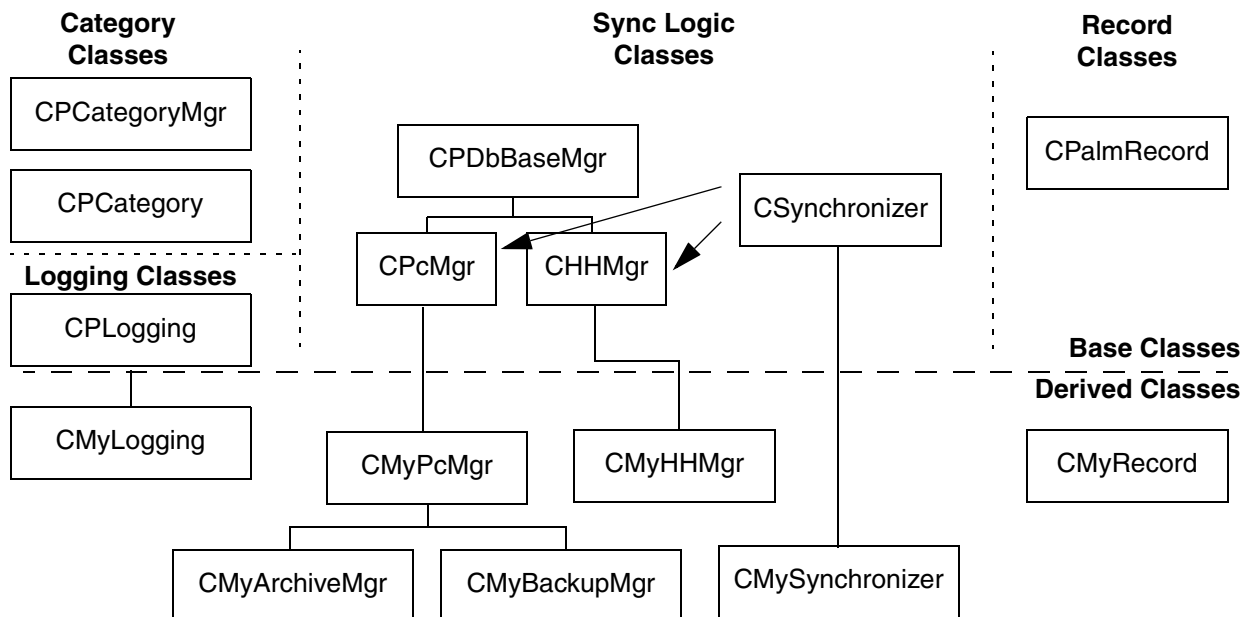 Category
Classes
CPCategoryMgr
CPCategory
Logging Classes
CPLogging
CMyLogging
Sync Logic
Classes
CPDbBaseMgr
CSynchronizer
CPcMgr
CHHMgr
CMyPcMgr
CMyHHMgr
CMyArchiveMgr
CMyBackupMgr
CMySynchronizer
Record
Classes
CPalmRecord
Base Classes
Derived Classes
CMyRecord